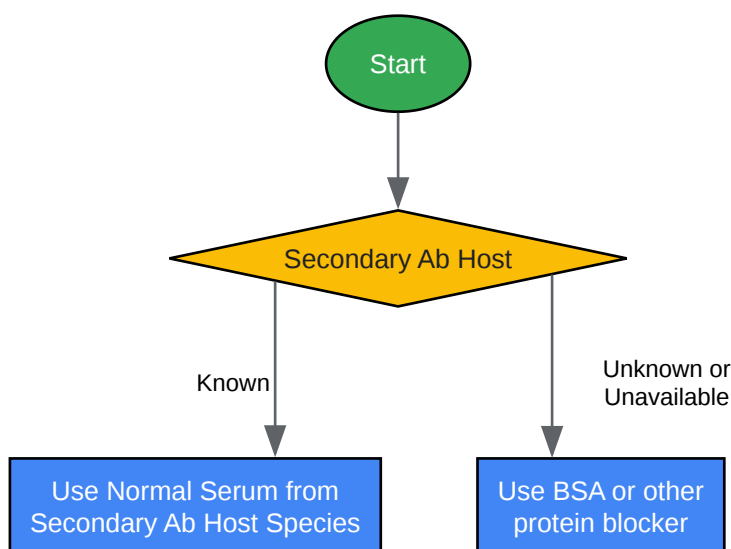 Start
Secondary Ab Host
Known
Unknown or
Unavailable
Use Normal Serum from
Secondary Ab Host Species
Use BSA or other
protein blocker